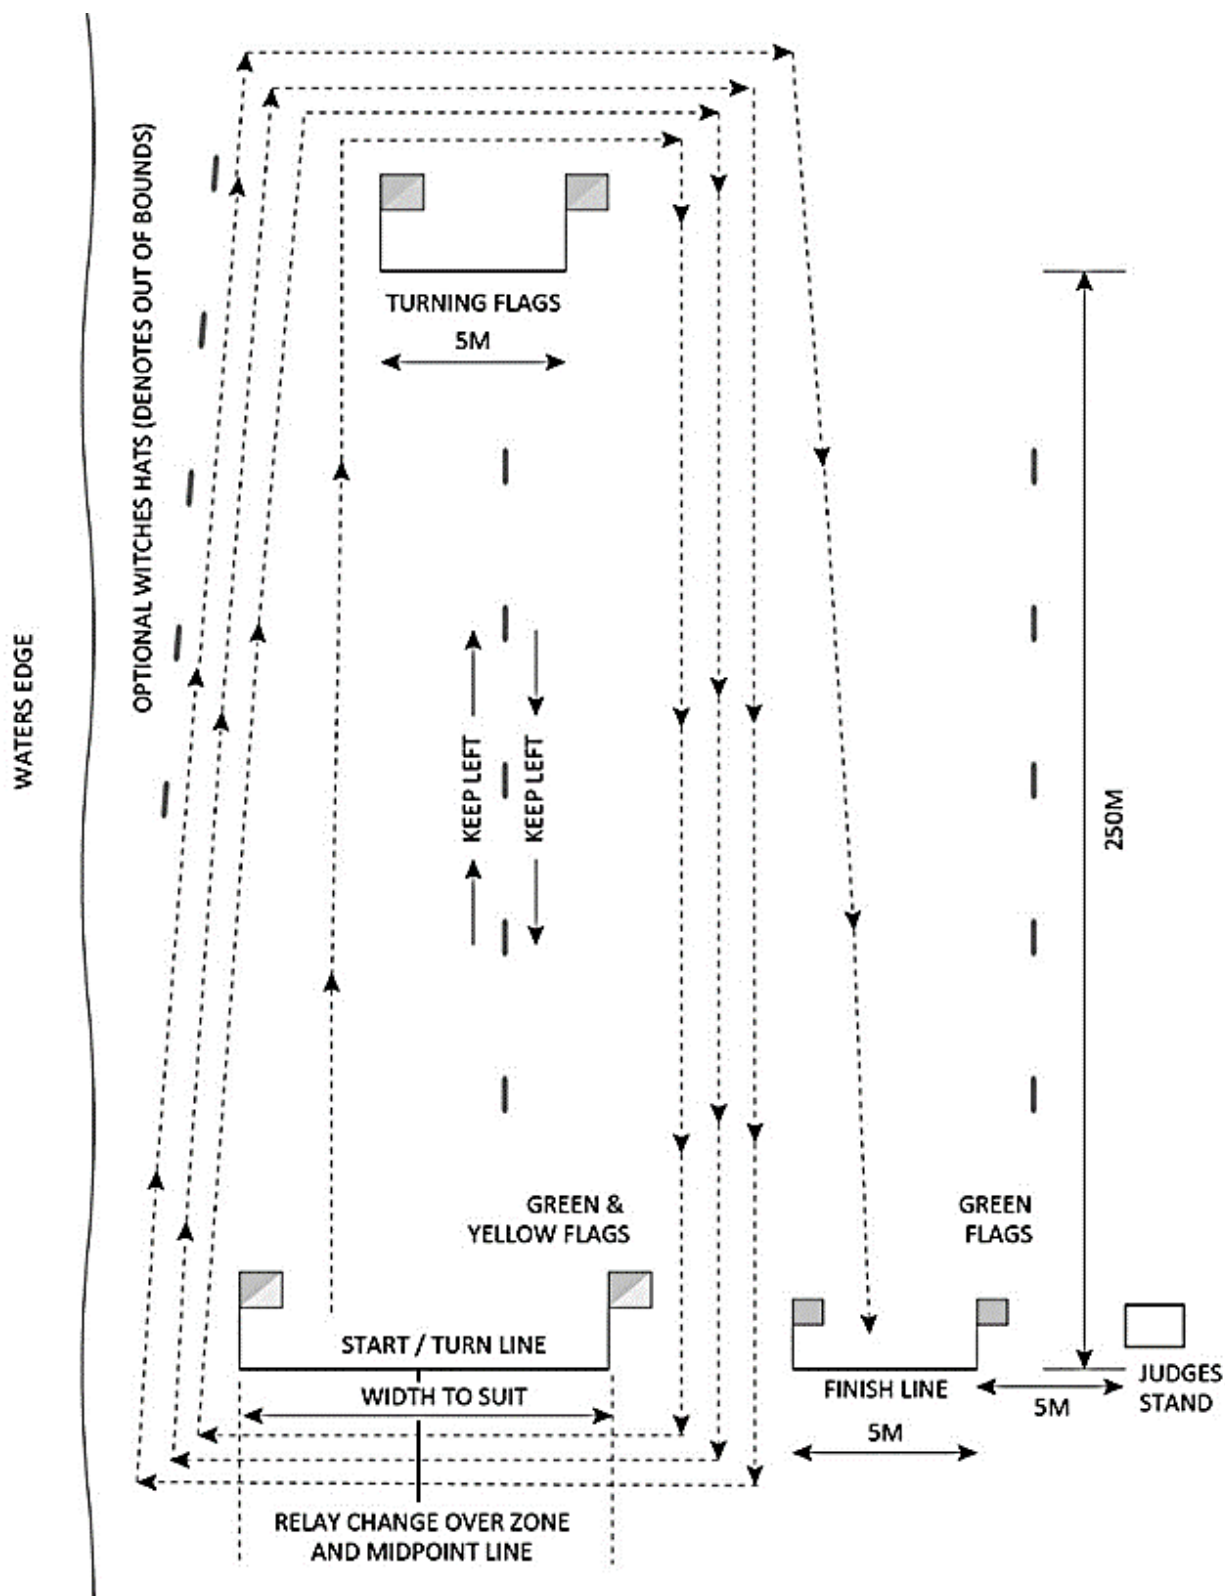 OPTIONAL WITCHES HATS (DENOTES OUT OF BOUNDS)
WATERS EDGE
TURNING FLAGS
5M
KEEP LEFT
KEEP LEFT
250M
GREEN &
YELLOW FLAGS
GREEN
FLAGS
START / TURN LINE
WIDTH TO SUIT
RELAY CHANGE OVER ZONE
AND MIDPOINT LINE
FINISH LINE
5M
5M
JUDGES
STAND